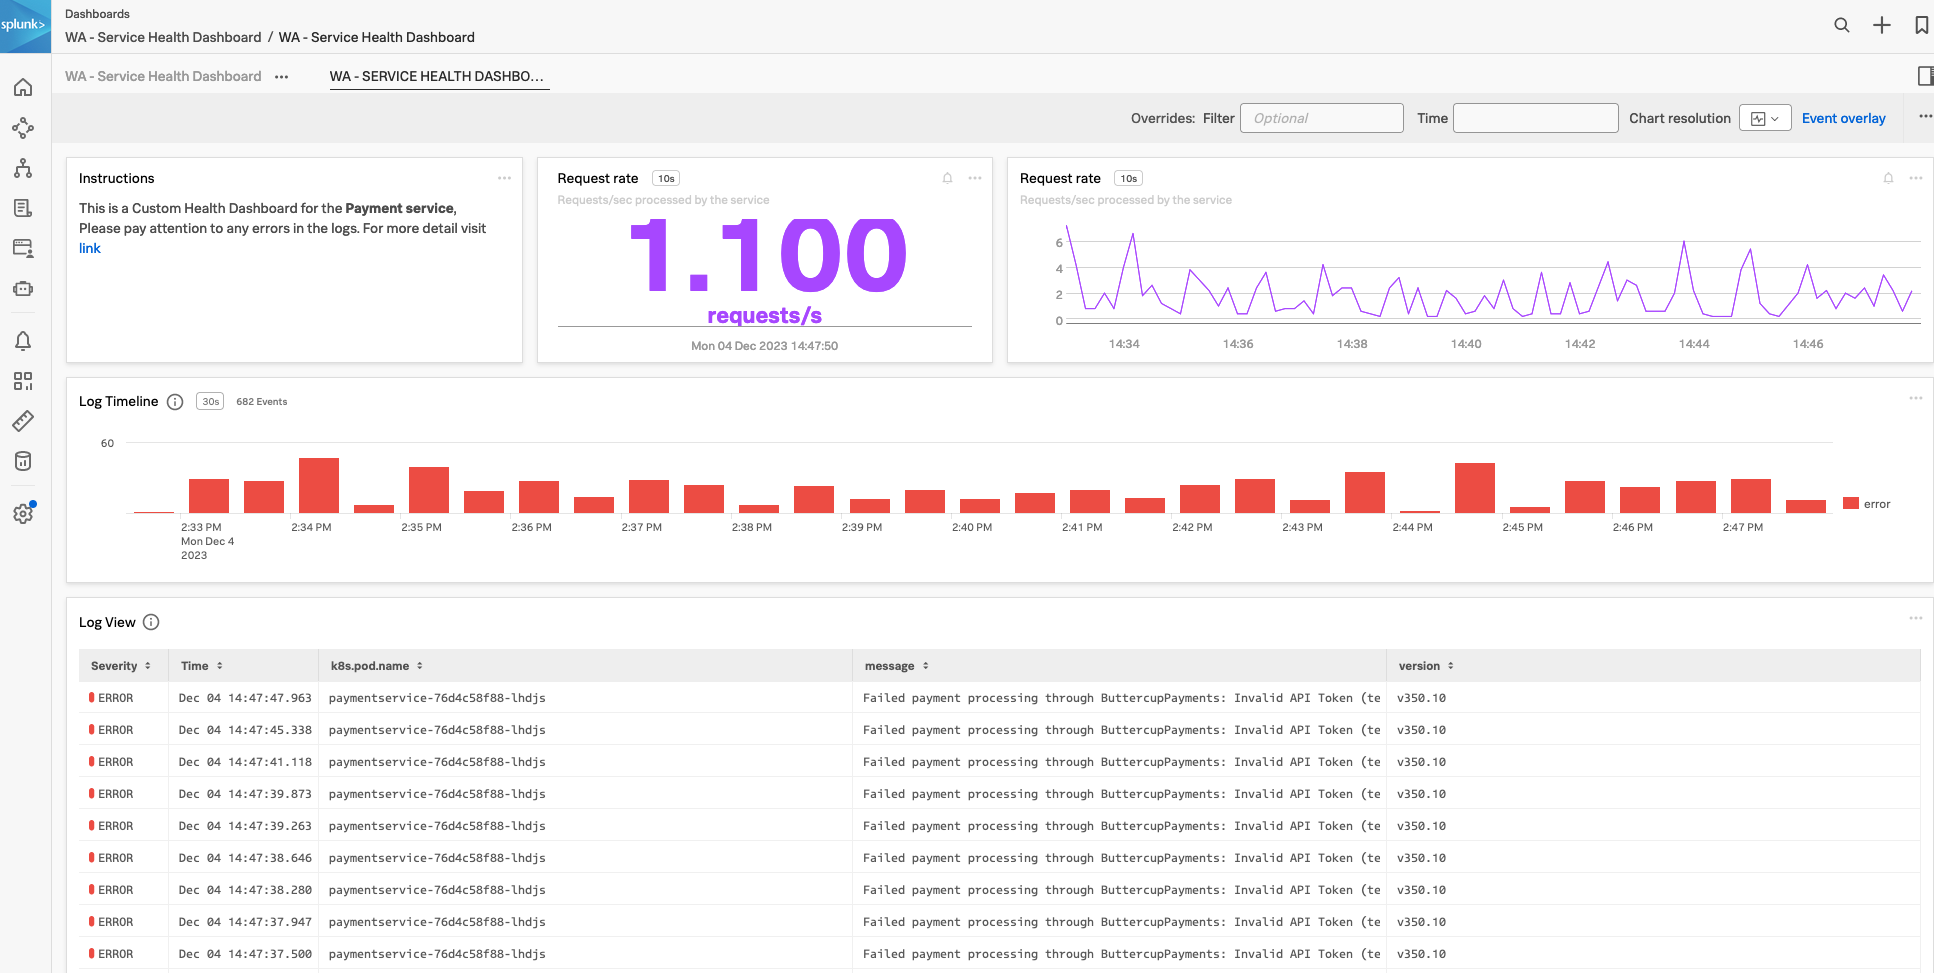 splunk>
Dashboards
WA - Service Health Dashboard / WA - Service Health Dashboard
WA - Service Health Dashboard ··· WA - SERVICE HEALTH DASHBO...
Overrides: Filter Optional Time Chart resolution Event overlay ···
Instructions
This is a Custom Health Dashboard for the Payment service,
Please pay attention to any errors in the logs. For more detail visit
link
Request rate 10s
Requests/sec processed by the service
1.100
requests/s
Mon 04 Dec 2023 14:47:50
Request rate 10s
Requests/sec processed by the service
6
4
2
0
14:34 14:36 14:38 14:40 14:42 14:44 14:46
Log Timeline 30s 682 Events
60
2:33 PM 2:34 PM 2:35 PM 2:36 PM 2:37 PM 2:38 PM 2:39 PM 2:40 PM 2:41 PM 2:42 PM 2:43 PM 2:44 PM 2:45 PM 2:46 PM 2:47 PM
Mon Dec 4
2023
error
Log View
Severity Time k8s.pod.name message version
ERROR Dec 04 14:47:47.963 paymentservice-76d4c58f88-lhdjs Failed payment processing through ButtercupPayments: Invalid API Token (te v350.10
ERROR Dec 04 14:47:45.338 paymentservice-76d4c58f88-lhdjs Failed payment processing through ButtercupPayments: Invalid API Token (te v350.10
ERROR Dec 04 14:47:41.118 paymentservice-76d4c58f88-lhdjs Failed payment processing through ButtercupPayments: Invalid API Token (te v350.10
ERROR Dec 04 14:47:39.873 paymentservice-76d4c58f88-lhdjs Failed payment processing through ButtercupPayments: Invalid API Token (te v350.10
ERROR Dec 04 14:47:39.263 paymentservice-76d4c58f88-lhdjs Failed payment processing through ButtercupPayments: Invalid API Token (te v350.10
ERROR Dec 04 14:47:38.646 paymentservice-76d4c58f88-lhdjs Failed payment processing through ButtercupPayments: Invalid API Token (te v350.10
ERROR Dec 04 14:47:38.280 paymentservice-76d4c58f88-lhdjs Failed payment processing through ButtercupPayments: Invalid API Token (te v350.10
ERROR Dec 04 14:47:37.947 paymentservice-76d4c58f88-lhdjs Failed payment processing through ButtercupPayments: Invalid API Token (te v350.10
ERROR Dec 04 14:47:37.500 paymentservice-76d4c58f88-lhdjs Failed payment processing through ButtercupPayments: Invalid API Token (te v350.10